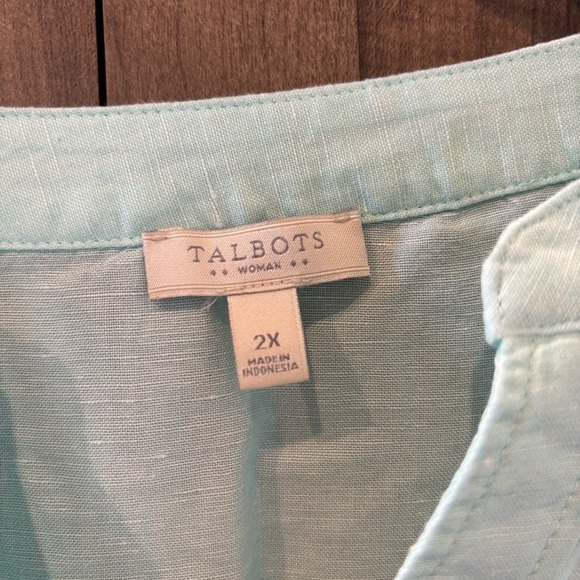 TALBOTS
WOMAN
2X
MADE IN
INDONESIA